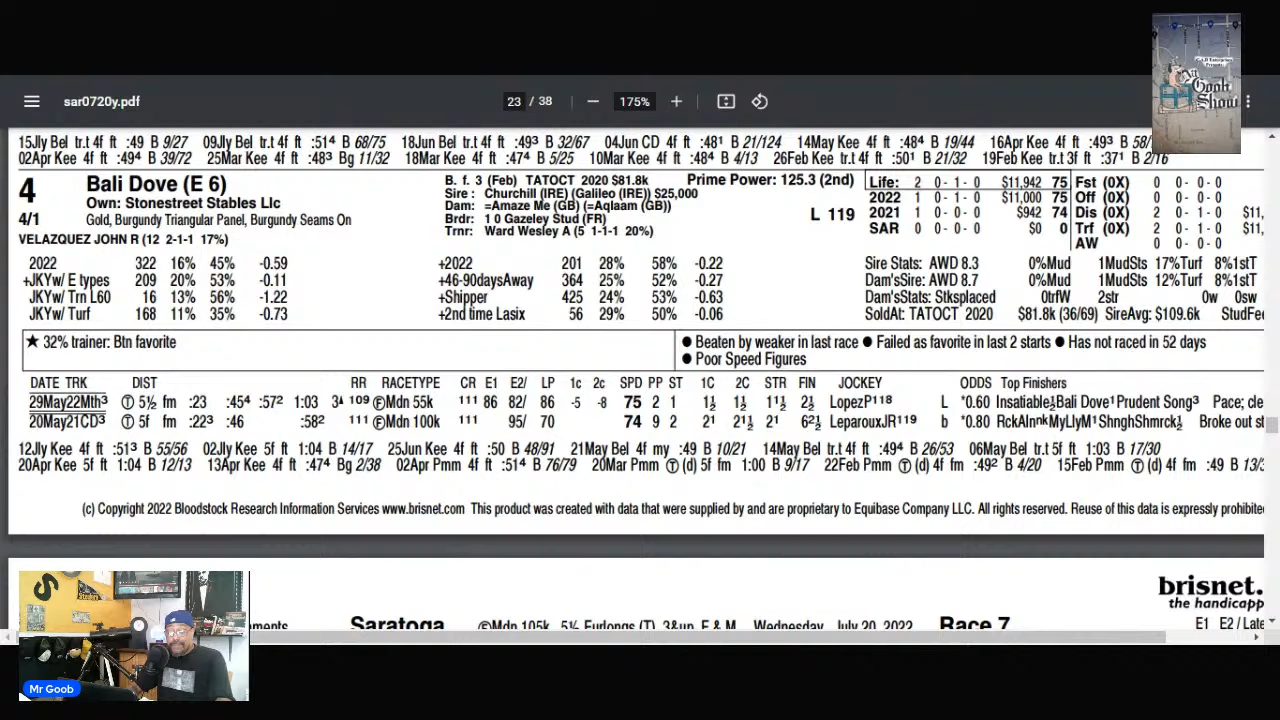 sar0720y.pdf
23 / 38
175%
Goob Show
15Jly Bel tr.t 4f ft :49 B 9/27 09Jly Bel tr.t 4f ft :51⁴ B 68/75 18Jun Bel tr.t 4f ft :49³ B 32/67 04Jun CD 4f ft :48¹ B 21/124 14May Kee 4f ft :48⁴ B 19/44 16Apr Kee 4f ft :49³ B 58/
02Apr Kee 4f ft :49⁴ B 39/72 25Mar Kee 4f ft :48³ Bg 11/32 18Mar Kee 4f ft :47⁴ B 5/25 10Mar Kee 4f ft :48⁴ B 4/13 26Feb Kee tr.t 4f ft :50¹ B 21/32 19Feb Kee tr.t 3f ft :37¹ B 2/16
4 Bali Dove (E 6)
4/1
Own: Stonestreet Stables Llc
Gold, Burgundy Triangular Panel, Burgundy Seams On
VELAZQUEZ JOHN R (12 2-1-1 17%)
B. f. 3 (Feb) TATOCT 2020 $81.8k
Sire : Churchill (IRE) (Galileo (IRE)) $25,000
Dam: =Amaze Me (GB) (=Aqlaam (GB))
Brdr: 1 0 Gazeley Stud (FR)
Trnr: Ward Wesley A (5 1-1-1 20%)
Prime Power: 125.3 (2nd)
L 119
Life: 2 0 - 1 - 0 $11,942 75 Fst (0X) 0 0 - 0 - 0
2022 1 0 - 1 - 0 $11,000 75 Off (0X) 0 0 - 0 - 0
2021 1 0 - 0 - 0 $942 74 Dis (0X) 2 0 - 1 - 0 $11,
SAR 0 0 - 0 - 0 $0 0 Trf (0X) 2 0 - 1 - 0 $11,
AW 0 0 - 0 - 0
2022 322 16% 45% -0.59 +2022 201 28% 58% -0.22 Sire Stats: AWD 8.3 0%Mud 1MudSts 17%Turf 8%1stT
+JKYw/ E types 209 20% 53% -0.11 +46-90daysAway 364 25% 52% -0.27 Dam'sSire: AWD 8.7 0%Mud 1MudSts 12%Turf 8%1stT
JKYw/ Trn L60 16 13% 56% -1.22 +Shipper 425 24% 53% -0.63 Dam'sStats: Stksplaced 0trfW 2str 0w 0sw
JKYw/ Turf 168 11% 35% -0.73 +2nd time Lasix 56 29% 50% -0.06 SoldAt: TATOCT 2020 $81.8k (36/69) SireAvg: $109.6k StudFee
★ 32% trainer: Btn favorite
● Beaten by weaker in last race ● Failed as favorite in last 2 starts ● Has not raced in 52 days
● Poor Speed Figures
DATE TRK DIST RR RACETYPE CR E1 E2/ LP 1c 2c SPD PP ST 1C 2C STR FIN JOCKEY ODDS Top Finishers
29May22Mth³ Ⓣ 5½ fm :23 :45⁴ :57² 1:03 3▲ 109 ⒻMdn 55k 111 86 82/ 86 -5 -8 75 2 1 1½ 1½ 1¹½ 2½ LopezP¹¹⁸ L *0.60 Insatiable½Bali Dove¹Prudent Song³ Pace; cle
20May21CD³ Ⓣ 5f fm :22³ :46 :58² ⒻMdn 100k 111 95/ 70 74 9 2 2¹ 2¹½ 2¹ 6²½ LeparouxJR¹¹⁹ b *0.80 RckAlnⁿᵏMyLlyM¹ShnghShmrck½ Broke out st
12Jly Kee 4f ft :51³ B 55/56 02Jly Kee 5f ft 1:04 B 14/17 25Jun Kee 4f ft :50 B 48/91 21May Bel 4f my :49 B 10/21 14May Bel tr.t 4f ft :49⁴ B 26/53 06May Bel tr.t 5f ft 1:03 B 17/30
20Apr Kee 5f ft 1:04 B 12/13 13Apr Kee 4f ft :47⁴ Bg 2/38 02Apr Pmm 4f ft :51⁴ B 76/79 20Mar Pmm Ⓣ (d) 5f fm 1:00 B 9/17 22Feb Pmm Ⓣ (d) 4f fm :49² B 4/20 15Feb Pmm Ⓣ (d) 4f fm :49 B 13/
(c) Copyright 2022 Bloodstock Research Information Services www.brisnet.com This product was created with data that were supplied by and are proprietary to Equibase Company LLC. All rights reserved. Reuse of this data is expressly prohibite
brisnet.
the handicapp
Saratoga ⒻMdn 105k 5½ Furlongs (T) 3&up, F & M Wednesday, July 20, 2022 Race 7
E1 E2 / Late
Mr Goob